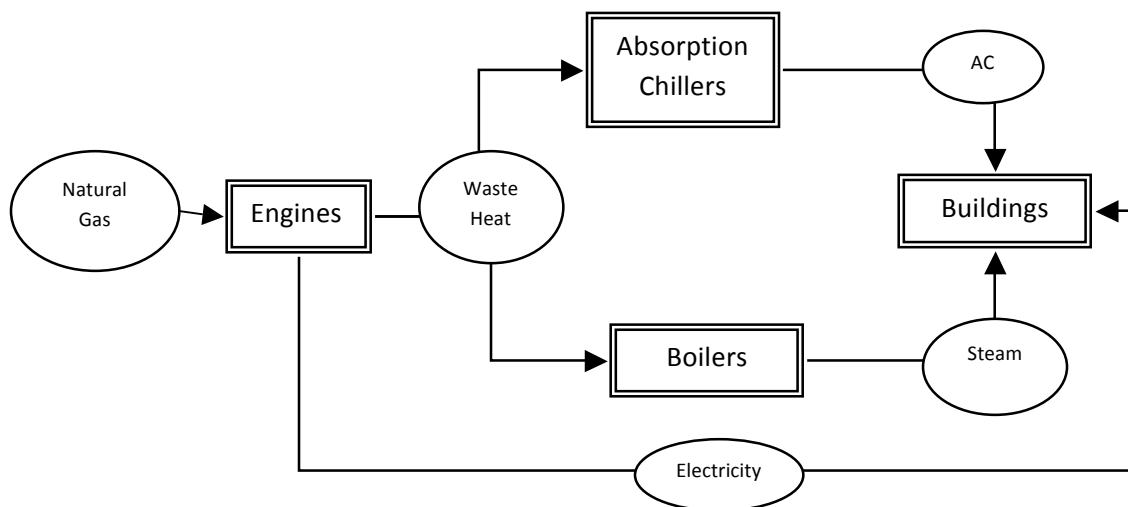 Absorption
Chillers
AC
Natural
Gas
Engines
Waste
Heat
Buildings
Boilers
Steam
Electricity